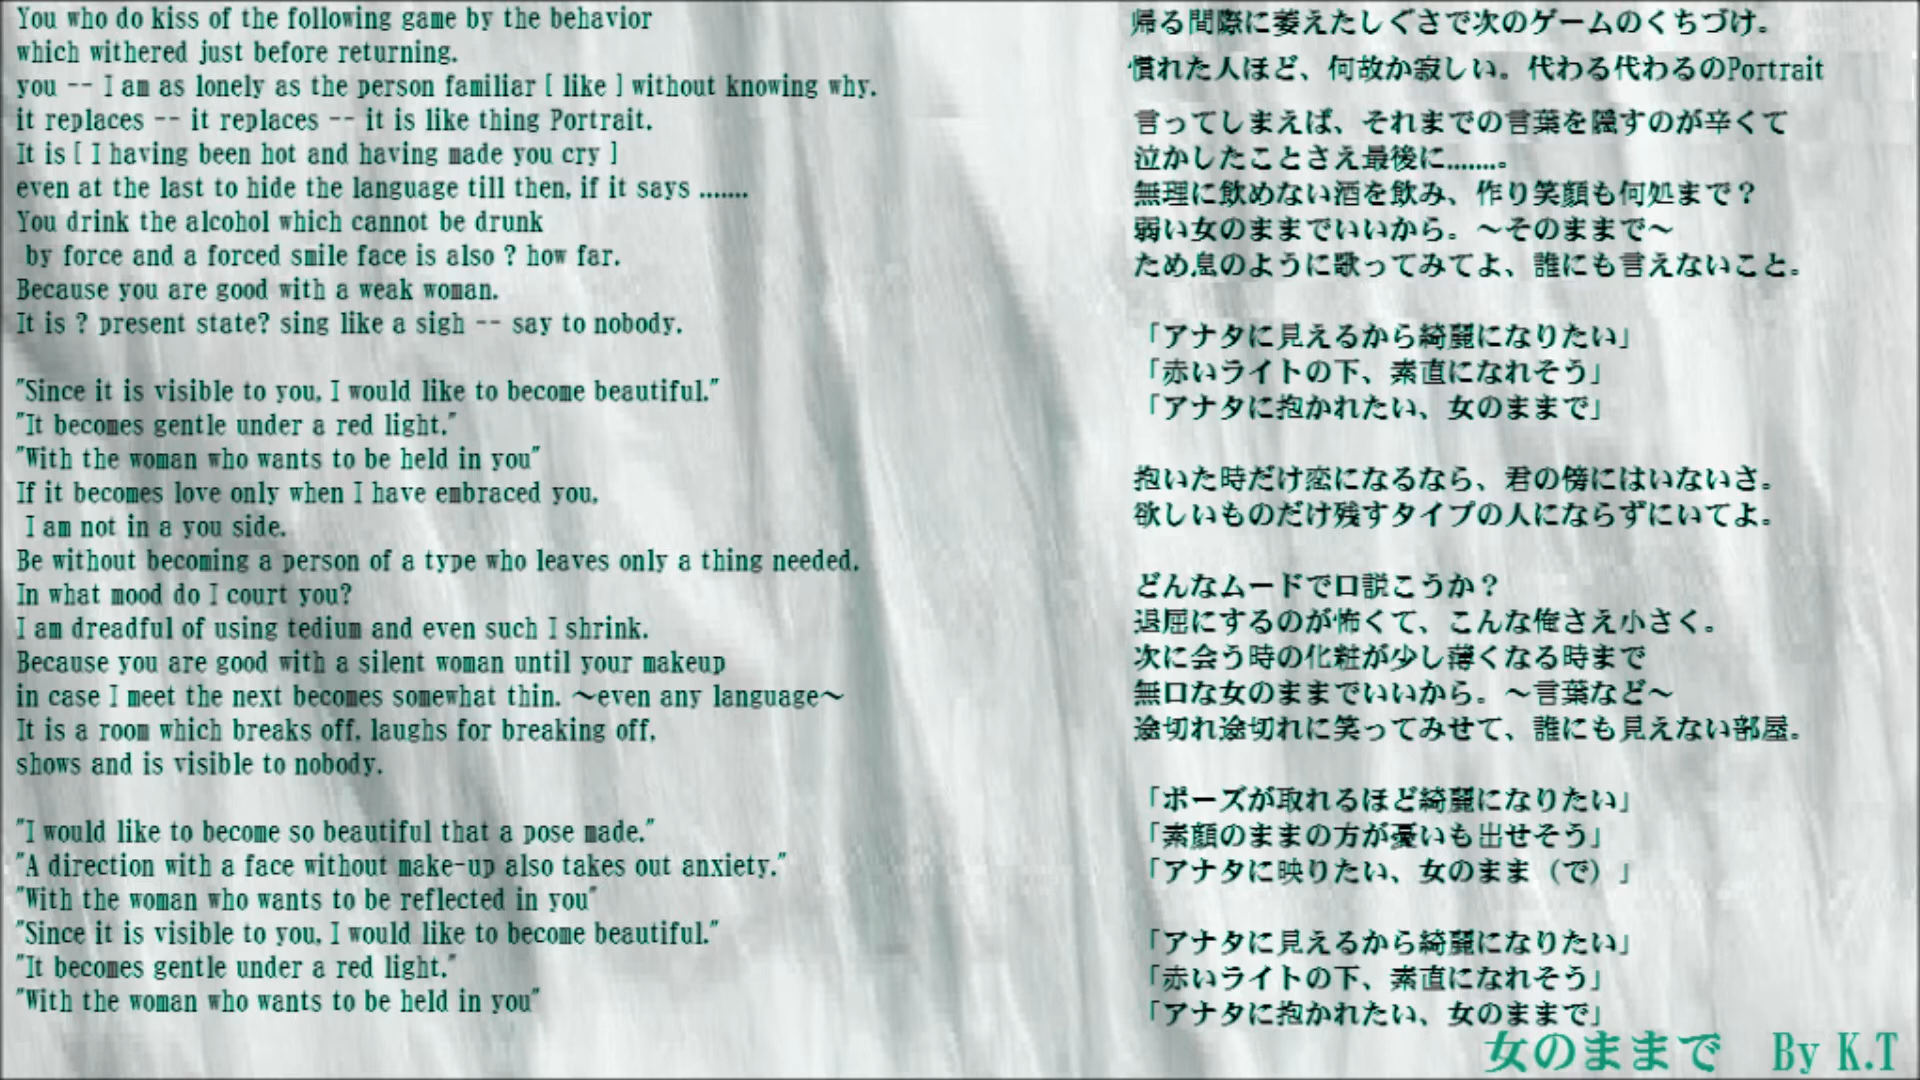 You who do kiss of the following game by the behavior
which withered just before returning.
you -- I am as lonely as the person familiar [ like ] without knowing why.
it replaces -- it replaces -- it is like thing Portrait.
It is [ I having been hot and having made you cry ]
even at the last to hide the language till then, if it says .......
You drink the alcohol which cannot be drunk
by force and a forced smile face is also ? how far.
Because you are good with a weak woman.
It is ? present state? sing like a sigh -- say to nobody.
"Since it is visible to you, I would like to become beautiful."
"It becomes gentle under a red light."
"With the woman who wants to be held in you"
If it becomes love only when I have embraced you,
I am not in a you side.
Be without becoming a person of a type who leaves only a thing needed.
In what mood do I court you?
I am dreadful of using tedium and even such I shrink.
Because you are good with a silent woman until your makeup
in case I meet the next becomes somewhat thin. ～even any language～
It is a room which breaks off, laughs for breaking off,
shows and is visible to nobody.
"I would like to become so beautiful that a pose made."
"A direction with a face without make-up also takes out anxiety."
"With the woman who wants to be reflected in you"
"Since it is visible to you, I would like to become beautiful."
"It becomes gentle under a red light."
"With the woman who wants to be held in you"
帰る間際に萎えたしぐさで次のゲームのくちづけ。
慣れた人ほど、何故か寂しい。代わる代わるのPortrait
言ってしまえば、それまでの言葉を隠すのが辛くて
泣かしたことさえ最後に.......。
無理に飲めない酒を飲み、作り笑顔も何処まで？
弱い女のままでいいから。～そのままで～
ため息のように歌ってみてよ、誰にも言えないこと。
「アナタに見えるから綺麗になりたい」
「赤いライトの下、素直になれそう」
「アナタに抱かれたい、女のままで」
抱いた時だけ恋になるなら、君の傍にはいないさ。
欲しいものだけ残すタイプの人にならずにいてよ。
どんなムードで口説こうか？
退屈にするのが怖くて、こんな俺さえ小さく。
次に会う時の化粧が少し薄くなる時まで
無口な女のままでいいから。～言葉など～
途切れ途切れに笑ってみせて、誰にも見えない部屋。
「ポーズが取れるほど綺麗になりたい」
「素顔のままの方が憂いも出せそう」
「アナタに映りたい、女のまま（で）」
「アナタに見えるから綺麗になりたい」
「赤いライトの下、素直になれそう」
「アナタに抱かれたい、女のままで」
女のままで　By K.T